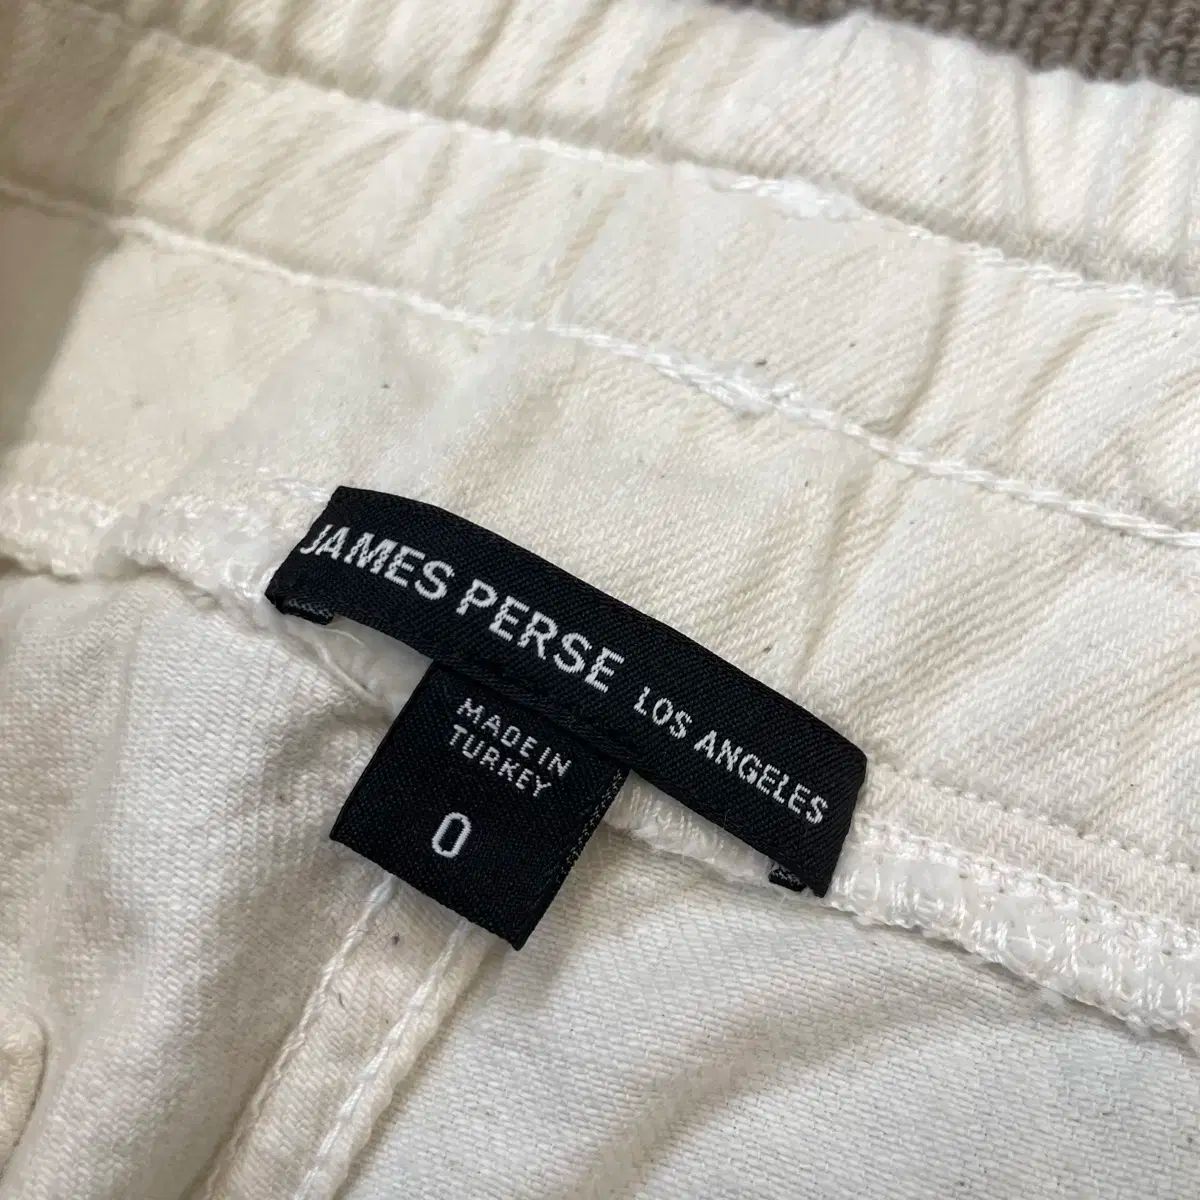 JAMES PERSE LOS ANGELES
MADE IN
TURKEY
0